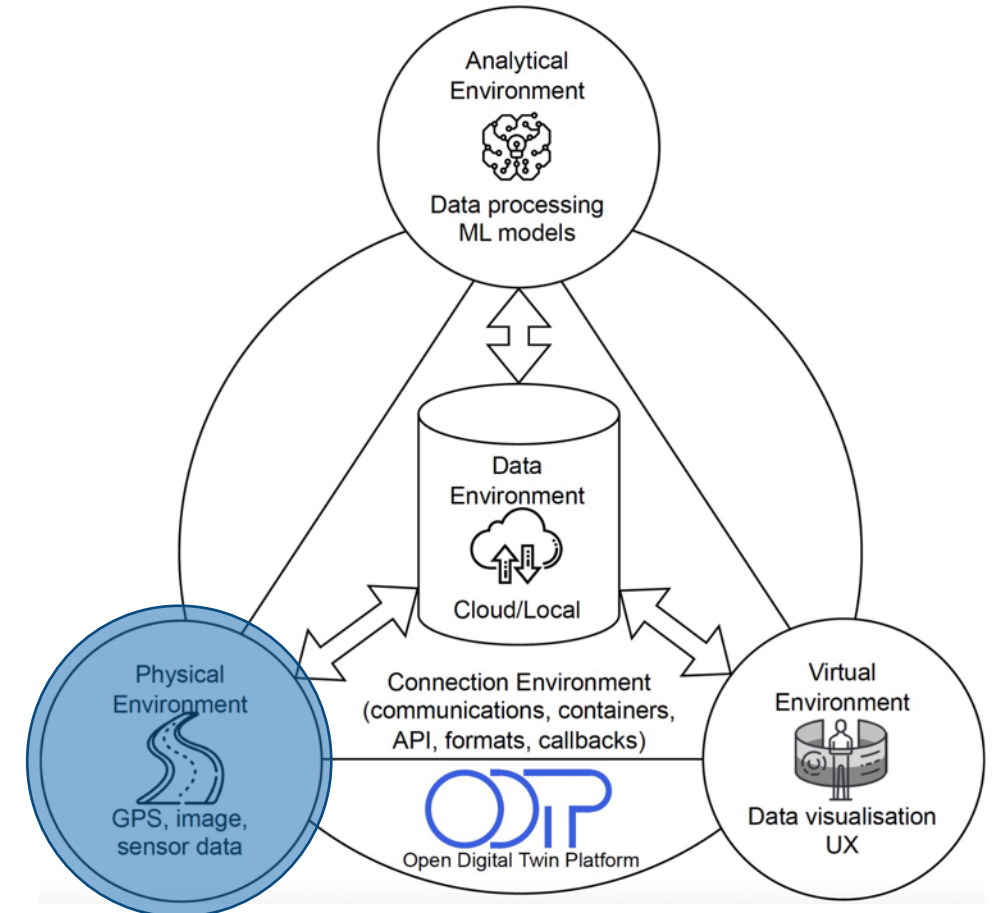 Analytical
Environment
Data processing
ML models
Data
Environment
Cloud/Local
Physical
Environment
GPS, image,
sensor data
Connection Environment
(communications, containers,
API, formats, callbacks)
Virtual
Environment
Data visualisation
UX
ODTP
Open Digital Twin Platform